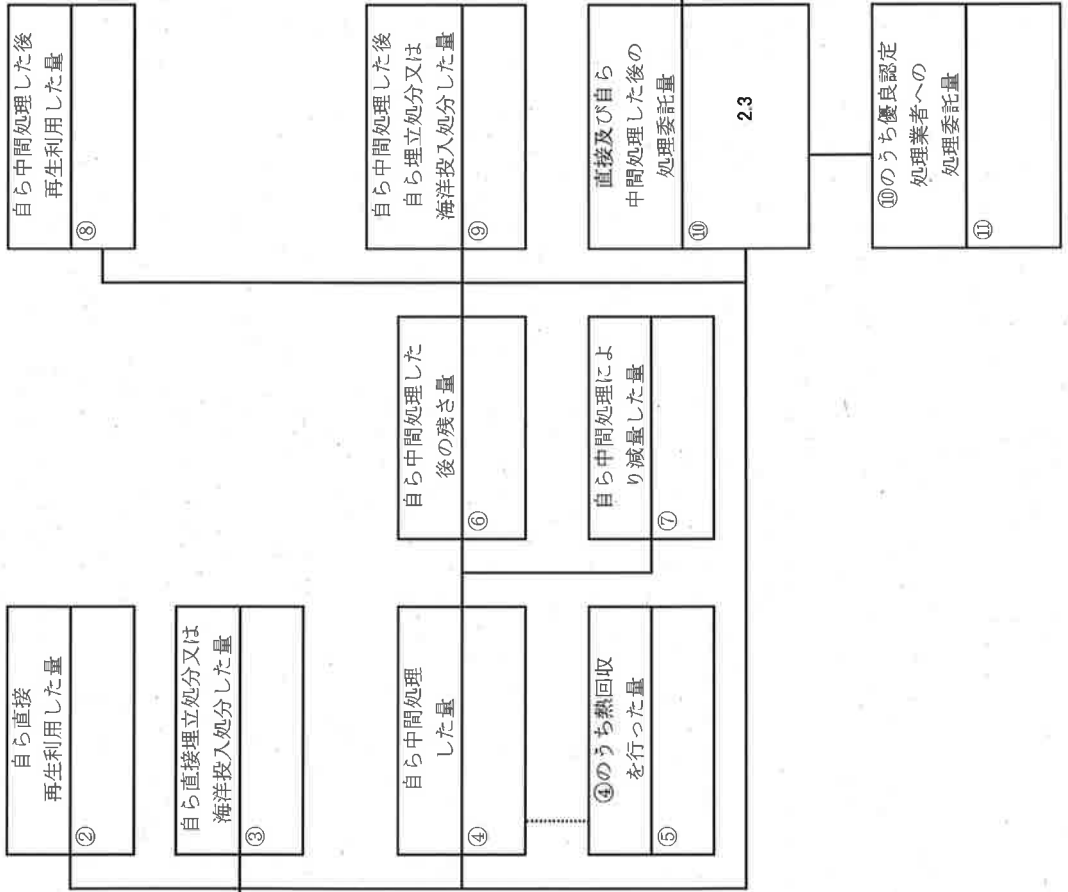 自ら直接
再生利用した量
②
自ら直接埋立処分又は
海洋投入処分した量
③
自ら中間処理
した量
④
④のうち熱回収
を行った量
⑤
自ら中間処理した
後の残さ量
⑥
自ら中間処理によ
り減量した量
⑦
自ら中間処理した後
再生利用した量
⑧
自ら中間処理した後
自ら埋立処分又は
海洋投入処分した量
⑨
直接及び自ら
中間処理した後の
処理委託量
⑩
2.3
⑩のうち優良認定
処理業者への
処理委託量
⑪